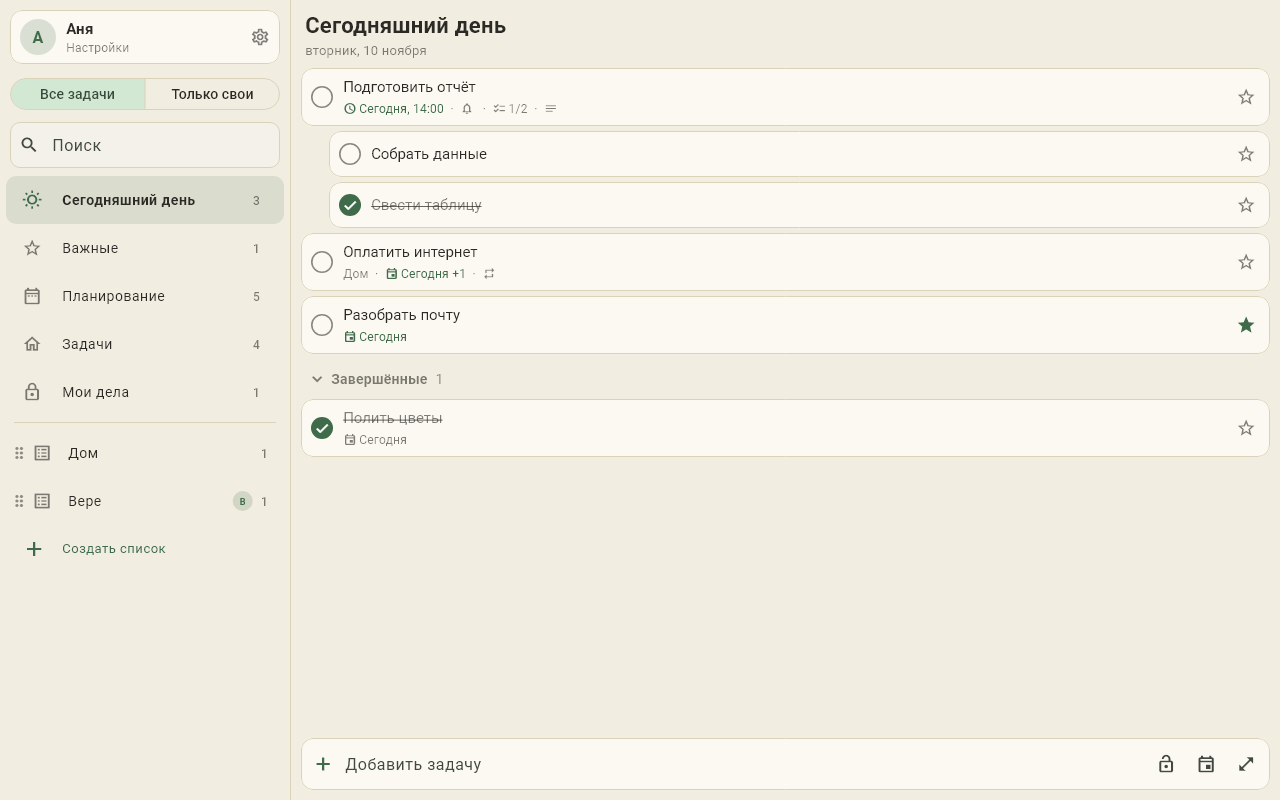 А
Аня
Настройки
Все задачи
Только свои
Поиск
Сегодняшний день 3
Важные 1
Планирование 5
Задачи 4
Мои дела 1
Дом 1
Вере В 1
Создать список
Сегодняшний день
вторник, 10 ноября
Подготовить отчёт
Сегодня, 14:00 · · 1/2 ·
Собрать данные
Свести таблицу
Оплатить интернет
Дом · Сегодня +1 ·
Разобрать почту
Сегодня
Завершённые 1
Полить цветы
Сегодня
Добавить задачу